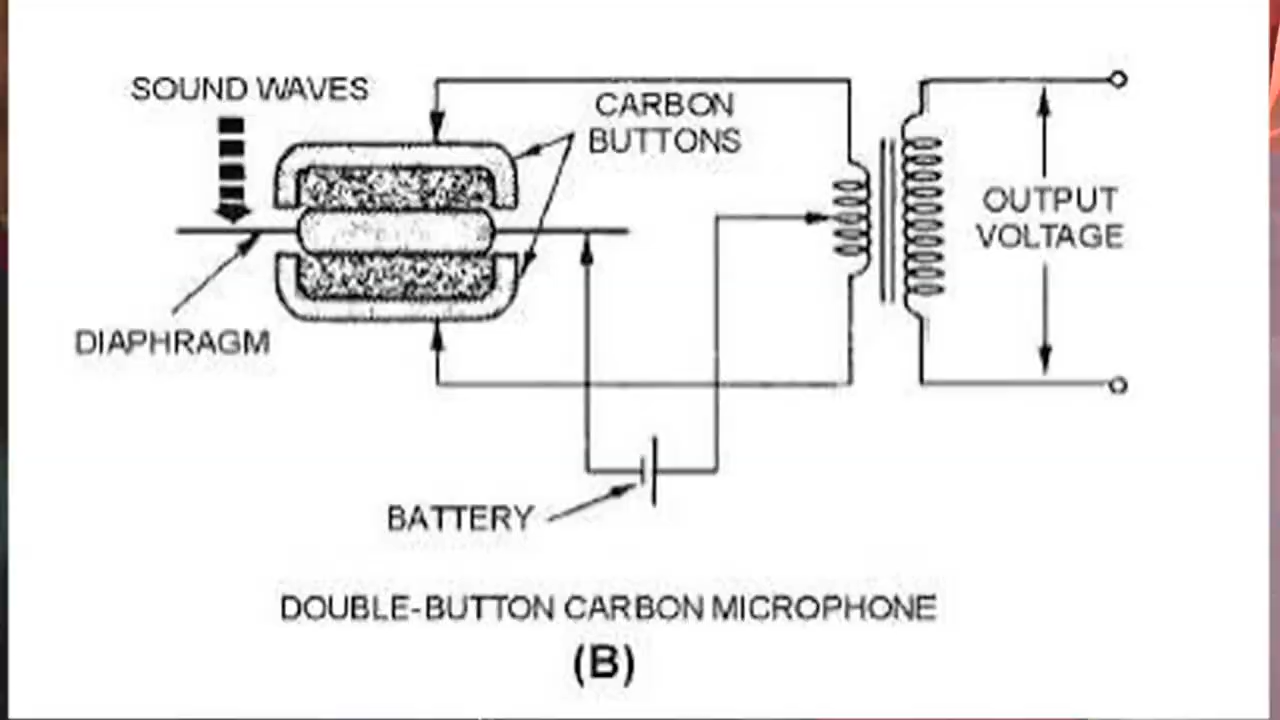 SOUND WAVES
CARBON
BUTTONS
OUTPUT
VOLTAGE
DIAPHRAGM
BATTERY
DOUBLE-BUTTON CARBON MICROPHONE
(B)